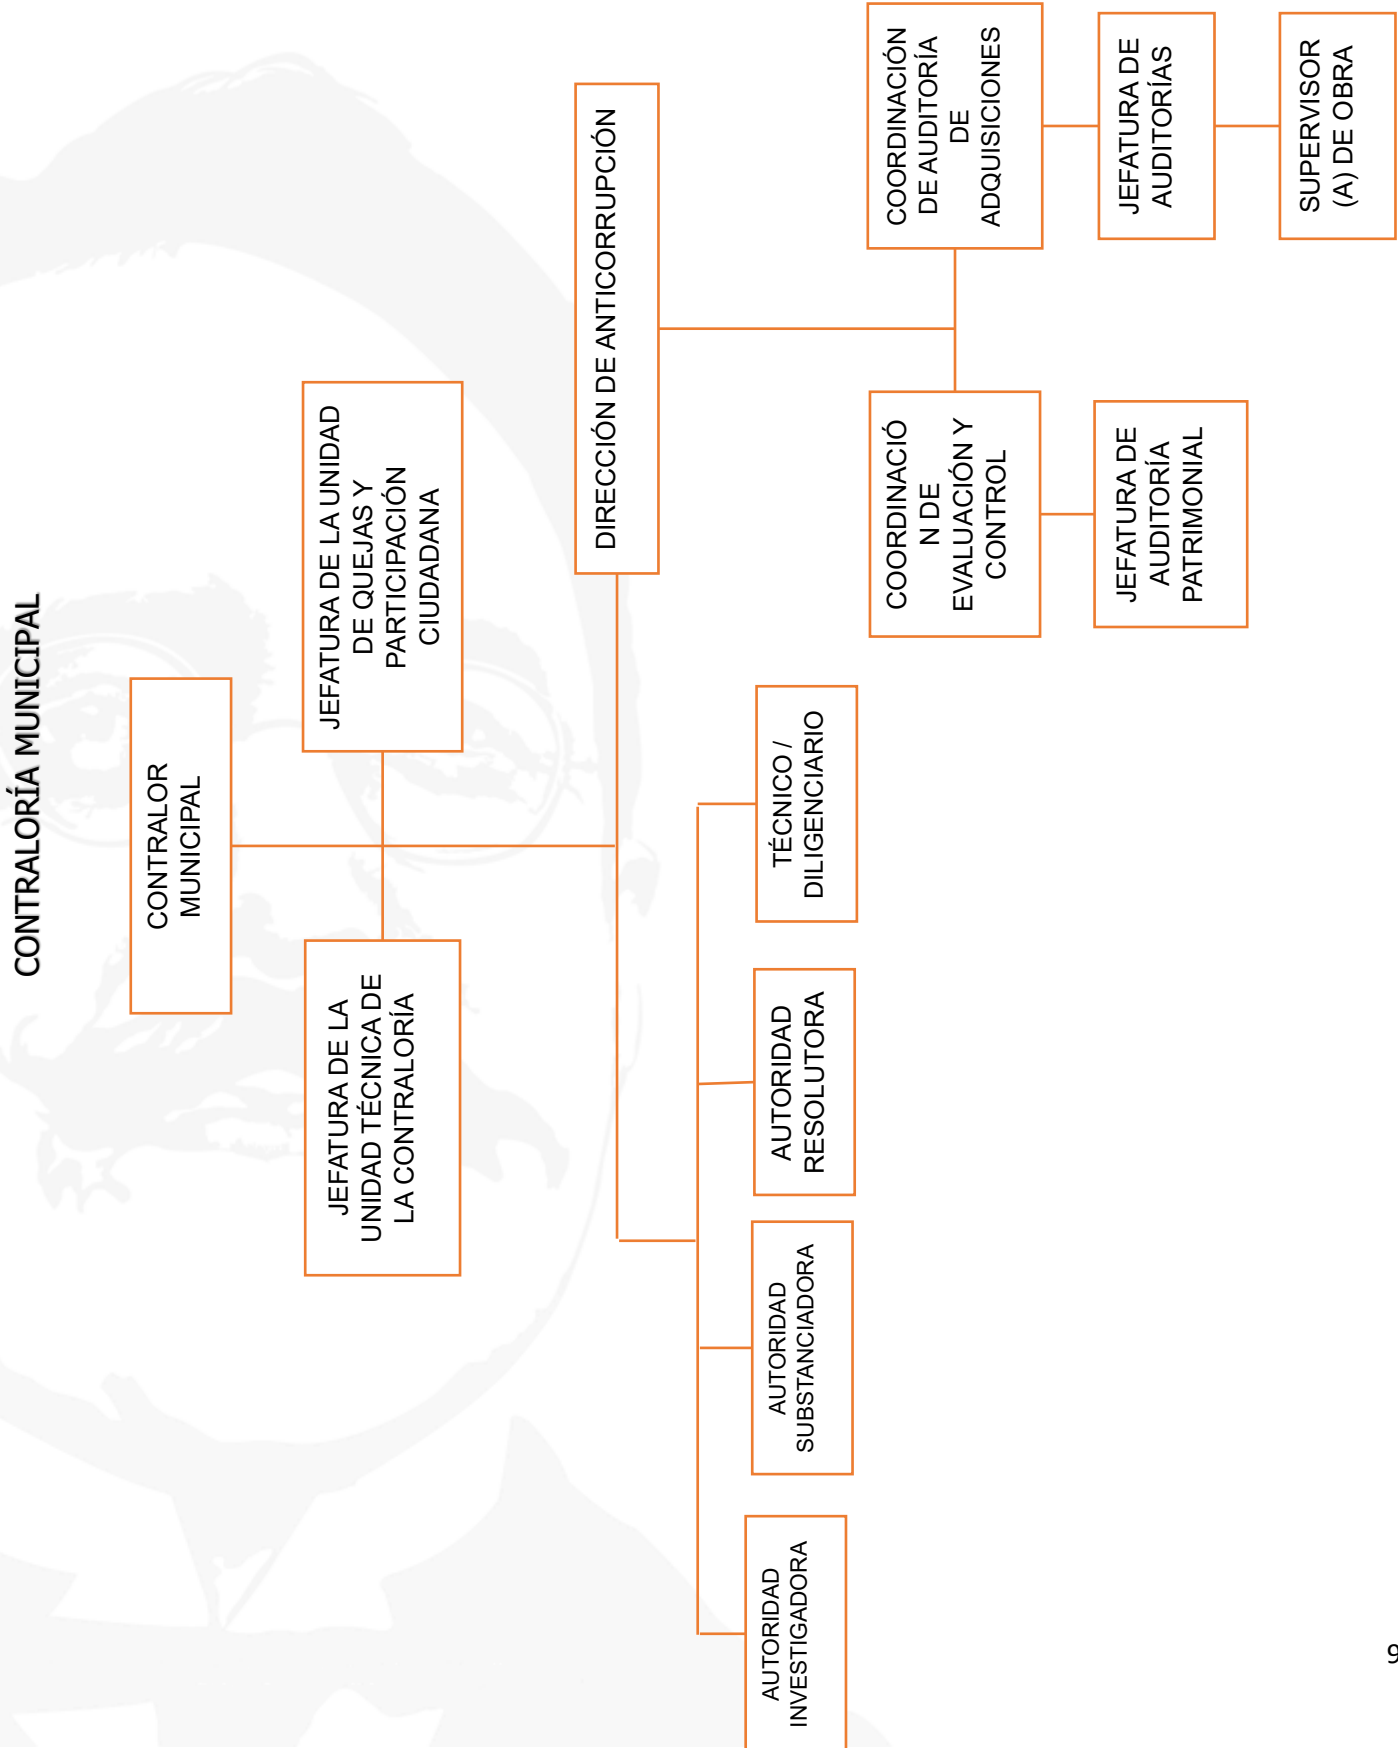 CONTRALORÍA MUNICIPAL
CONTRALOR
MUNICIPAL
JEFATURA DE LA
UNIDAD TÉCNICA DE
LA CONTRALORÍA
JEFATURA DE LA UNIDAD
DE QUEJAS Y
PARTICIPACIÓN
CIUDADANA
DIRECCIÓN DE ANTICORRUPCIÓN
AUTORIDAD
INVESTIGADORA
AUTORIDAD
SUBSTANCIADORA
AUTORIDAD
RESOLUTORA
TÉCNICO /
DILIGENCIARIO
COORDINACIÓ
N DE
EVALUACIÓN Y
CONTROL
COORDINACIÓN
DE AUDITORÍA
DE
ADQUISICIONES
JEFATURA DE
AUDITORÍA
PATRIMONIAL
JEFATURA DE
AUDITORÍAS
SUPERVISOR
(A) DE OBRA
9